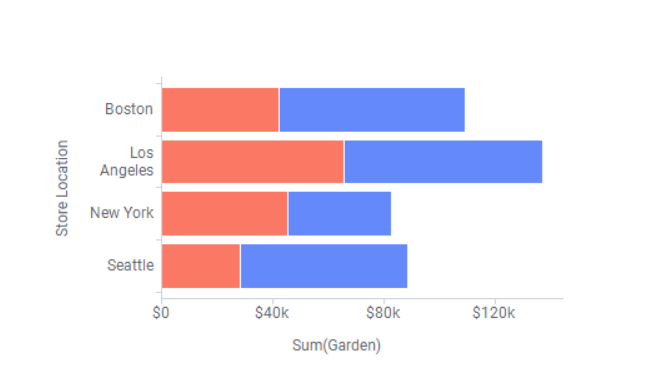 Store Location
Boston
Los
Angeles
New York
Seattle
$0 $40k $80k $120k
Sum(Garden)